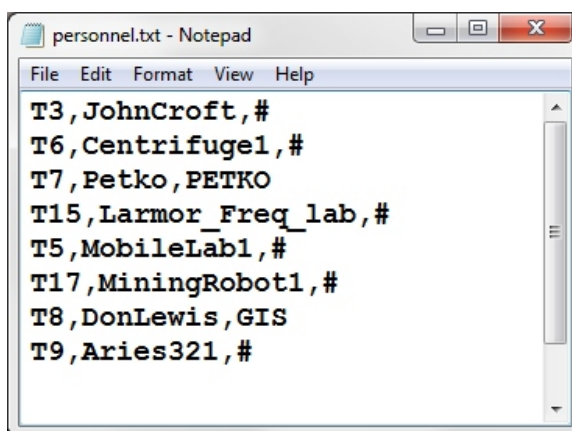 personnel.txt - Notepad
File Edit Format View Help
T3,JohnCroft,#
T6,Centrifuge1,#
T7,Petko,PETKO
T15,Larmor_Freq_lab,#
T5,MobileLab1,#
T17,MiningRobot1,#
T8,DonLewis,GIS
T9,Aries321,#